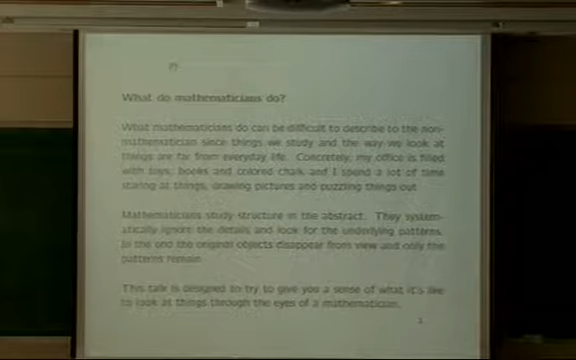 What do mathematicians do?
What mathematicians do can be difficult to describe to the non-
mathematician since things we study and the way we look at
things are far from everyday life. Concretely, my office is filled
with toys, books and colored chalk and I spend a lot of time
staring at things, drawing pictures and puzzling things out.
Mathematicians study structure in the abstract. They system-
atically ignore the details and look for the underlying patterns.
In the end the original objects disappear from view and only the
patterns remain.
This talk is designed to try to give you a sense of what it's like
to look at things through the eyes of a mathematician.